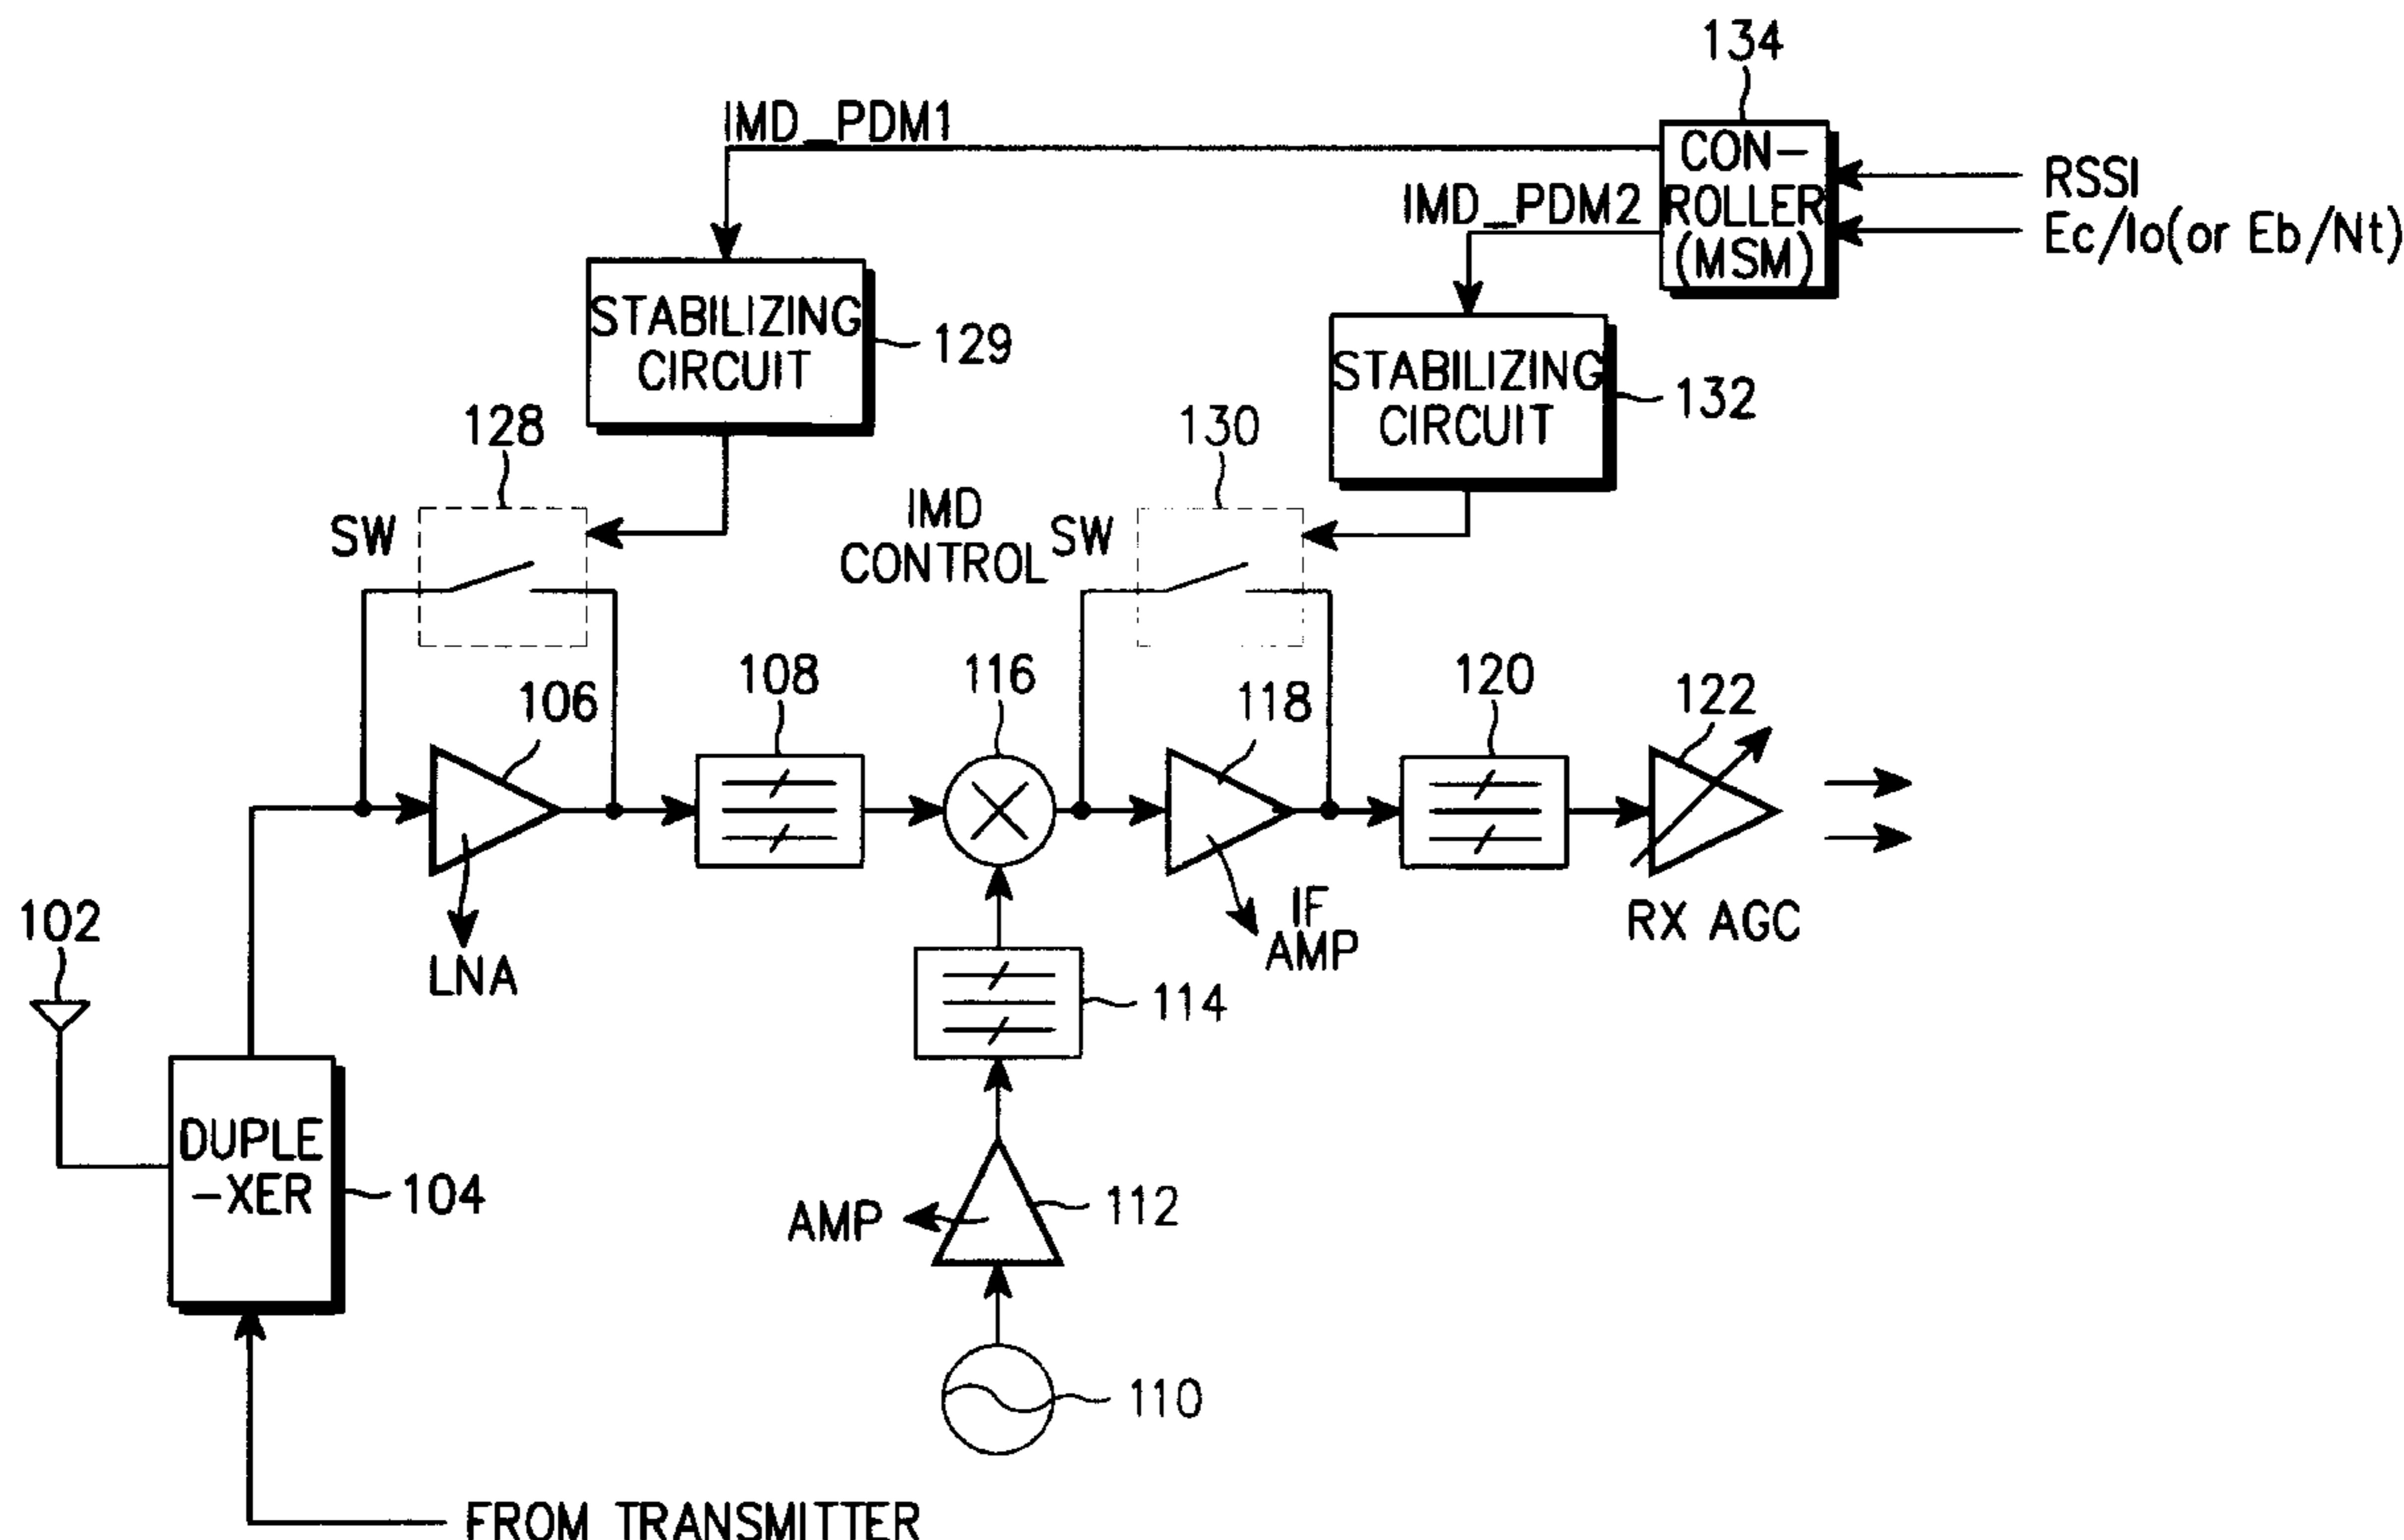 134
IMD_PDM1
CON-
ROLLER
(MSM)
RSSI
IMD_PDM2
Ec/Io(or Eb/Nt)
STABILIZING
CIRCUIT
129
STABILIZING
CIRCUIT
132
128
130
SW
IMD
CONTROL
SW
108
116
120
122
106
118
LNA
IF
AMP
RX AGC
102
114
DUPLE
-XER
104
AMP
112
110
FROM TRANSMITTER